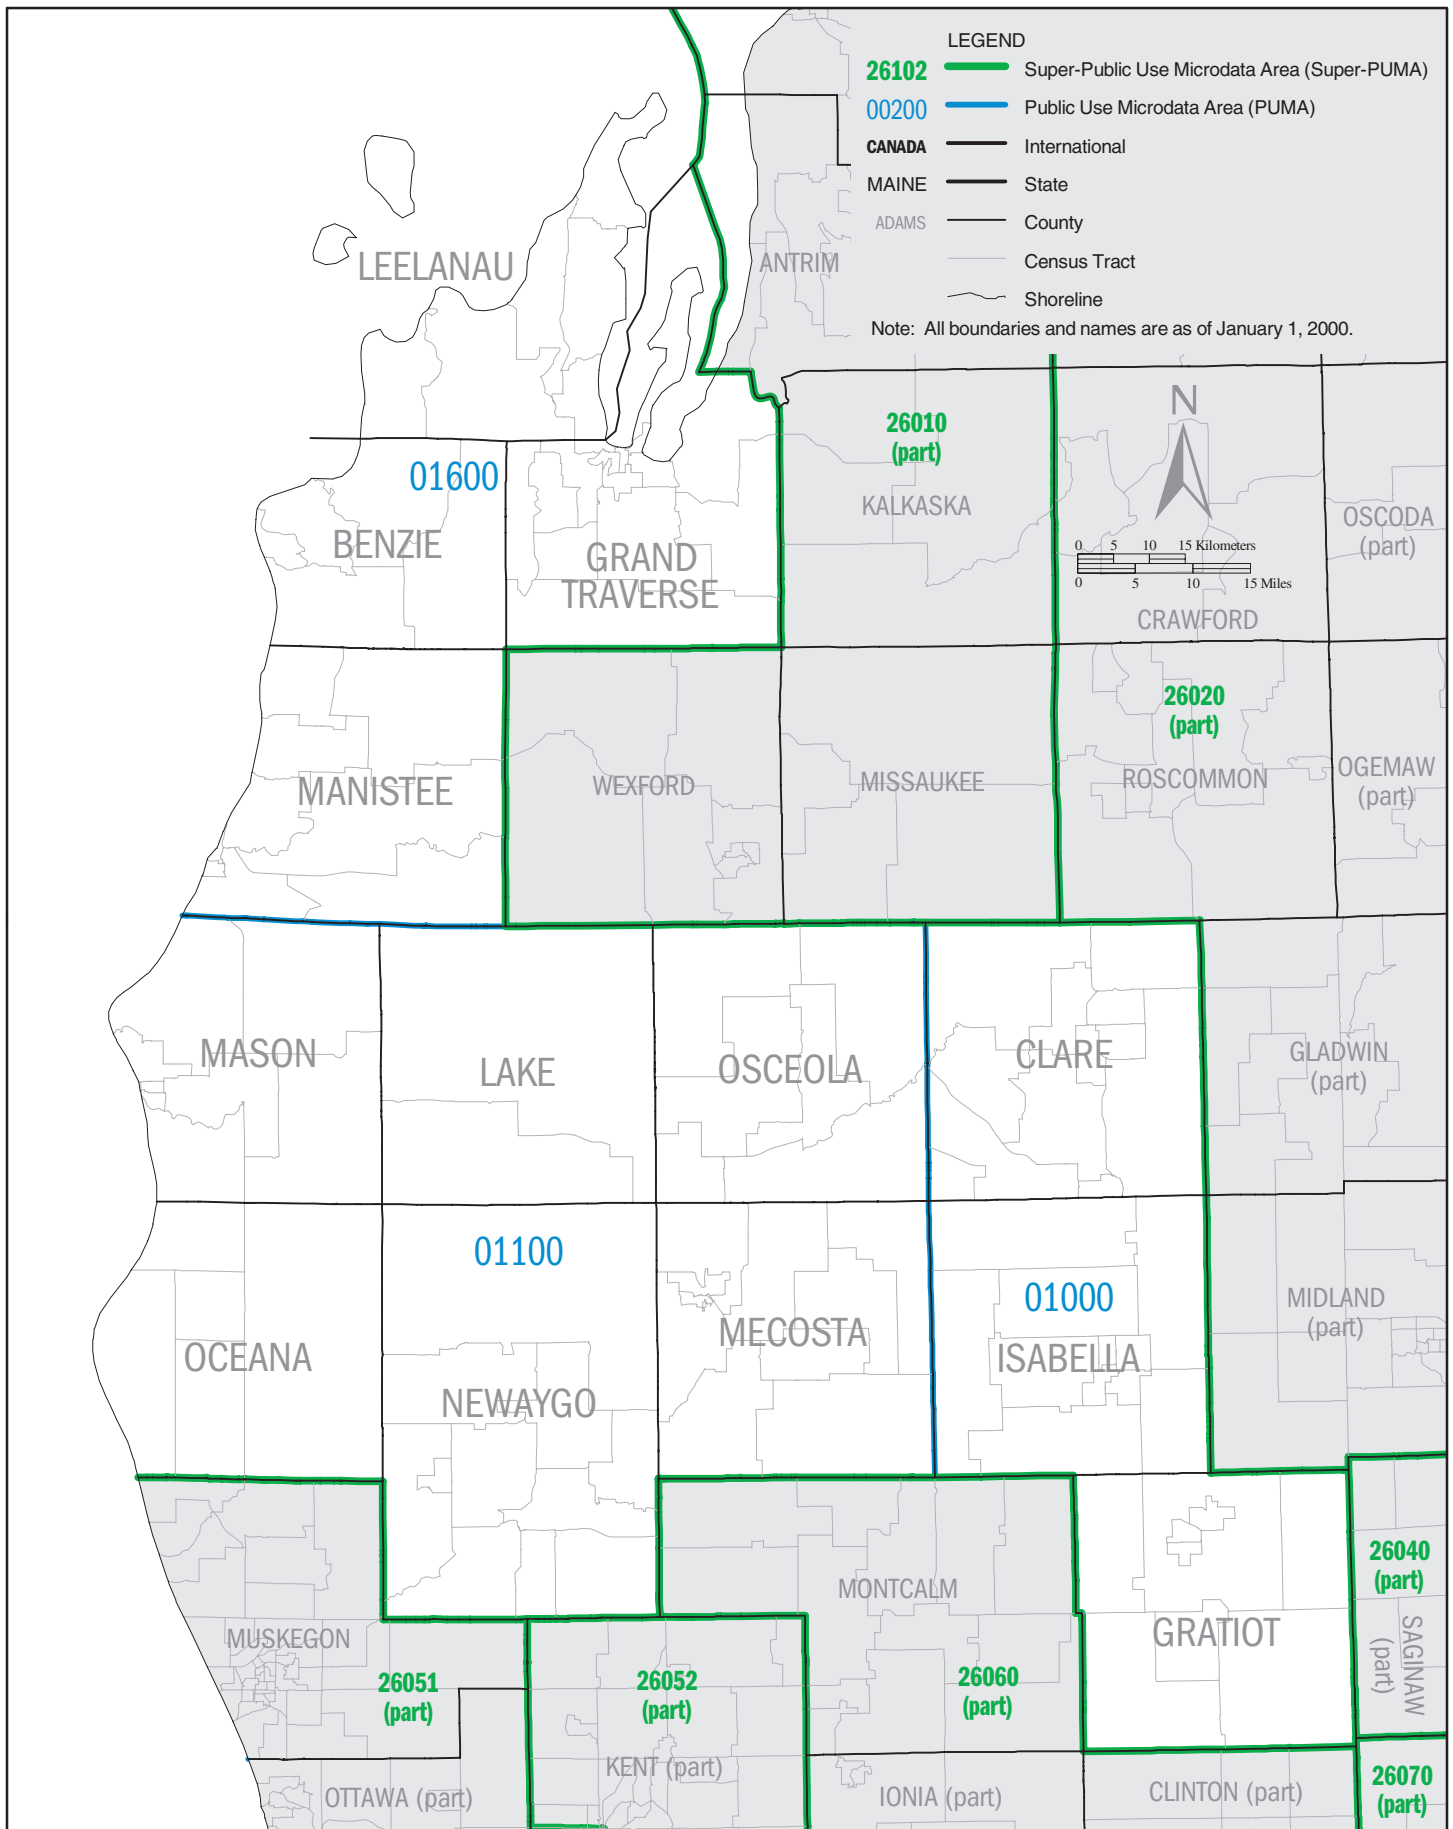 LEGEND
26102 Super-Public Use Microdata Area (Super-PUMA)
00200 Public Use Microdata Area (PUMA)
CANADA International
MAINE State
ADAMS County
Census Tract
Shoreline
Note: All boundaries and names are as of January 1, 2000.
LEELANAU
ANTRIM
N
26010
(part)
01600
KALKASKA
OSCODA
(part)
BENZIE
GRAND
TRAVERSE
0 5 10 15 Kilometers
0 5 10 15 Miles
CRAWFORD
26020
(part)
MANISTEE
WEXFORD
MISSAUKEE
ROSCOMMON
OGEMAW
(part)
MASON
LAKE
OSCEOLA
CLARE
GLADWIN
(part)
01100
01000
MIDLAND
(part)
OCEANA
MECOSTA
ISABELLA
NEWAYGO
26040
(part)
MONTCALM
GRATIOT
SAGINAW
(part)
MUSKEGON
26051
(part)
26052
(part)
26060
(part)
KENT (part)
OTTAWA (part)
IONIA (part)
CLINTON (part)
26070
(part)